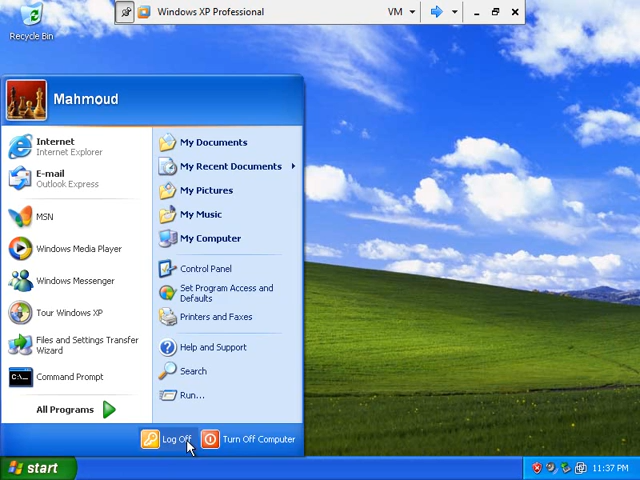 Windows XP Professional
VM
Recycle Bin
Mahmoud
Internet
Internet Explorer
E-mail
Outlook Express
MSN
Windows Media Player
Windows Messenger
Tour Windows XP
Files and Settings Transfer
Wizard
C:\_
Command Prompt
All Programs
My Documents
My Recent Documents
My Pictures
My Music
My Computer
Control Panel
Set Program Access and
Defaults
Printers and Faxes
Help and Support
Search
Run...
Log Off
Turn Off Computer
start
11:37 PM